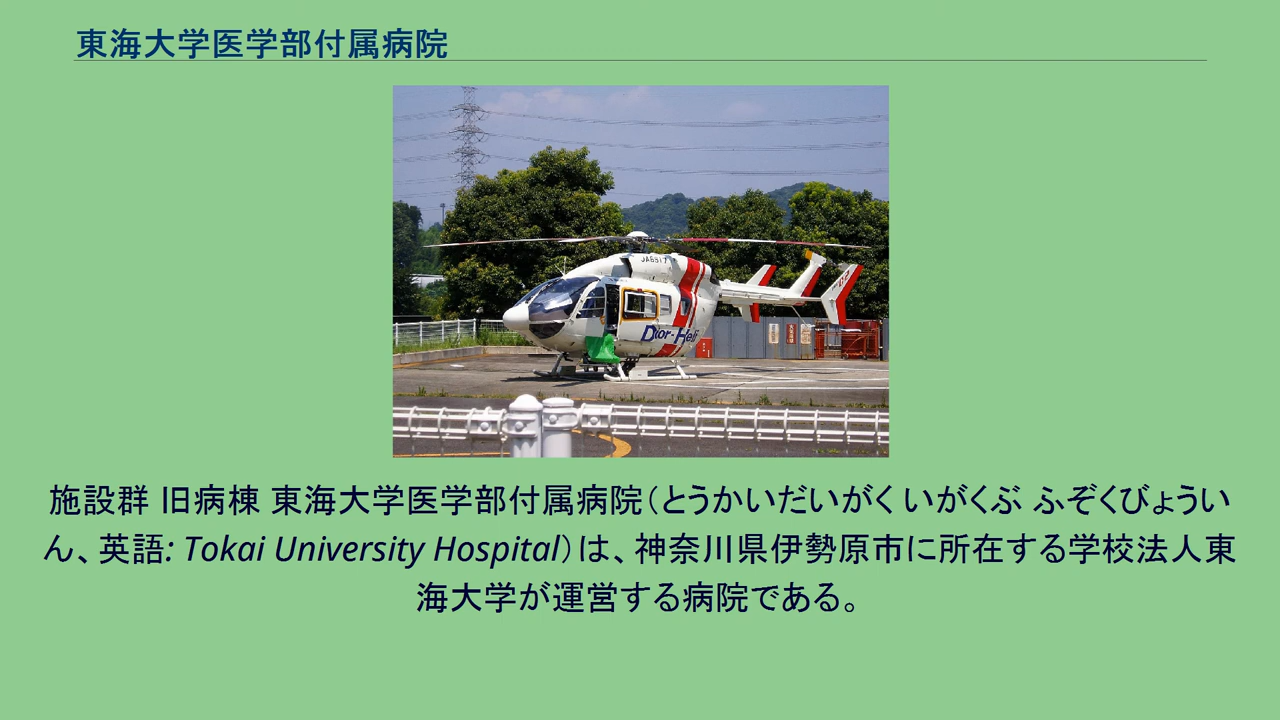 東海大学医学部付属病院
JA6517
Dtor-Heli
施設群 旧病棟 東海大学医学部付属病院（とうかいだいがく いがくぶ ふぞくびょうい
ん、英語: Tokai University Hospital）は、神奈川県伊勢原市に所在する学校法人東
海大学が運営する病院である。